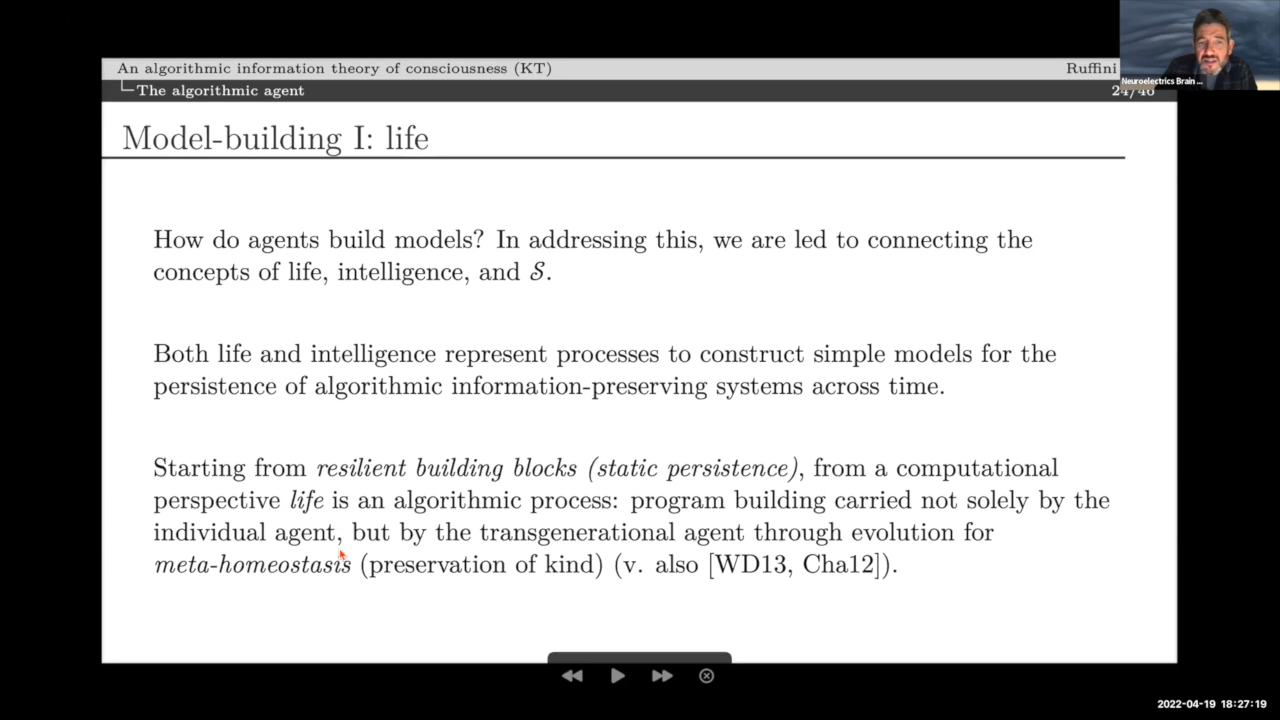 An algorithmic information theory of consciousness (KT)
Ruffini
Neuroelectrics Brain ...
The algorithmic agent
24/46
Model-building I: life
How do agents build models? In addressing this, we are led to connecting the
concepts of life, intelligence, and 𝒮.
Both life and intelligence represent processes to construct simple models for the
persistence of algorithmic information-preserving systems across time.
Starting from resilient building blocks (static persistence), from a computational
perspective life is an algorithmic process: program building carried not solely by the
individual agent, but by the transgenerational agent through evolution for
meta-homeostasis (preservation of kind) (v. also [WD13, Cha12]).
2022-04-19 18:27:19